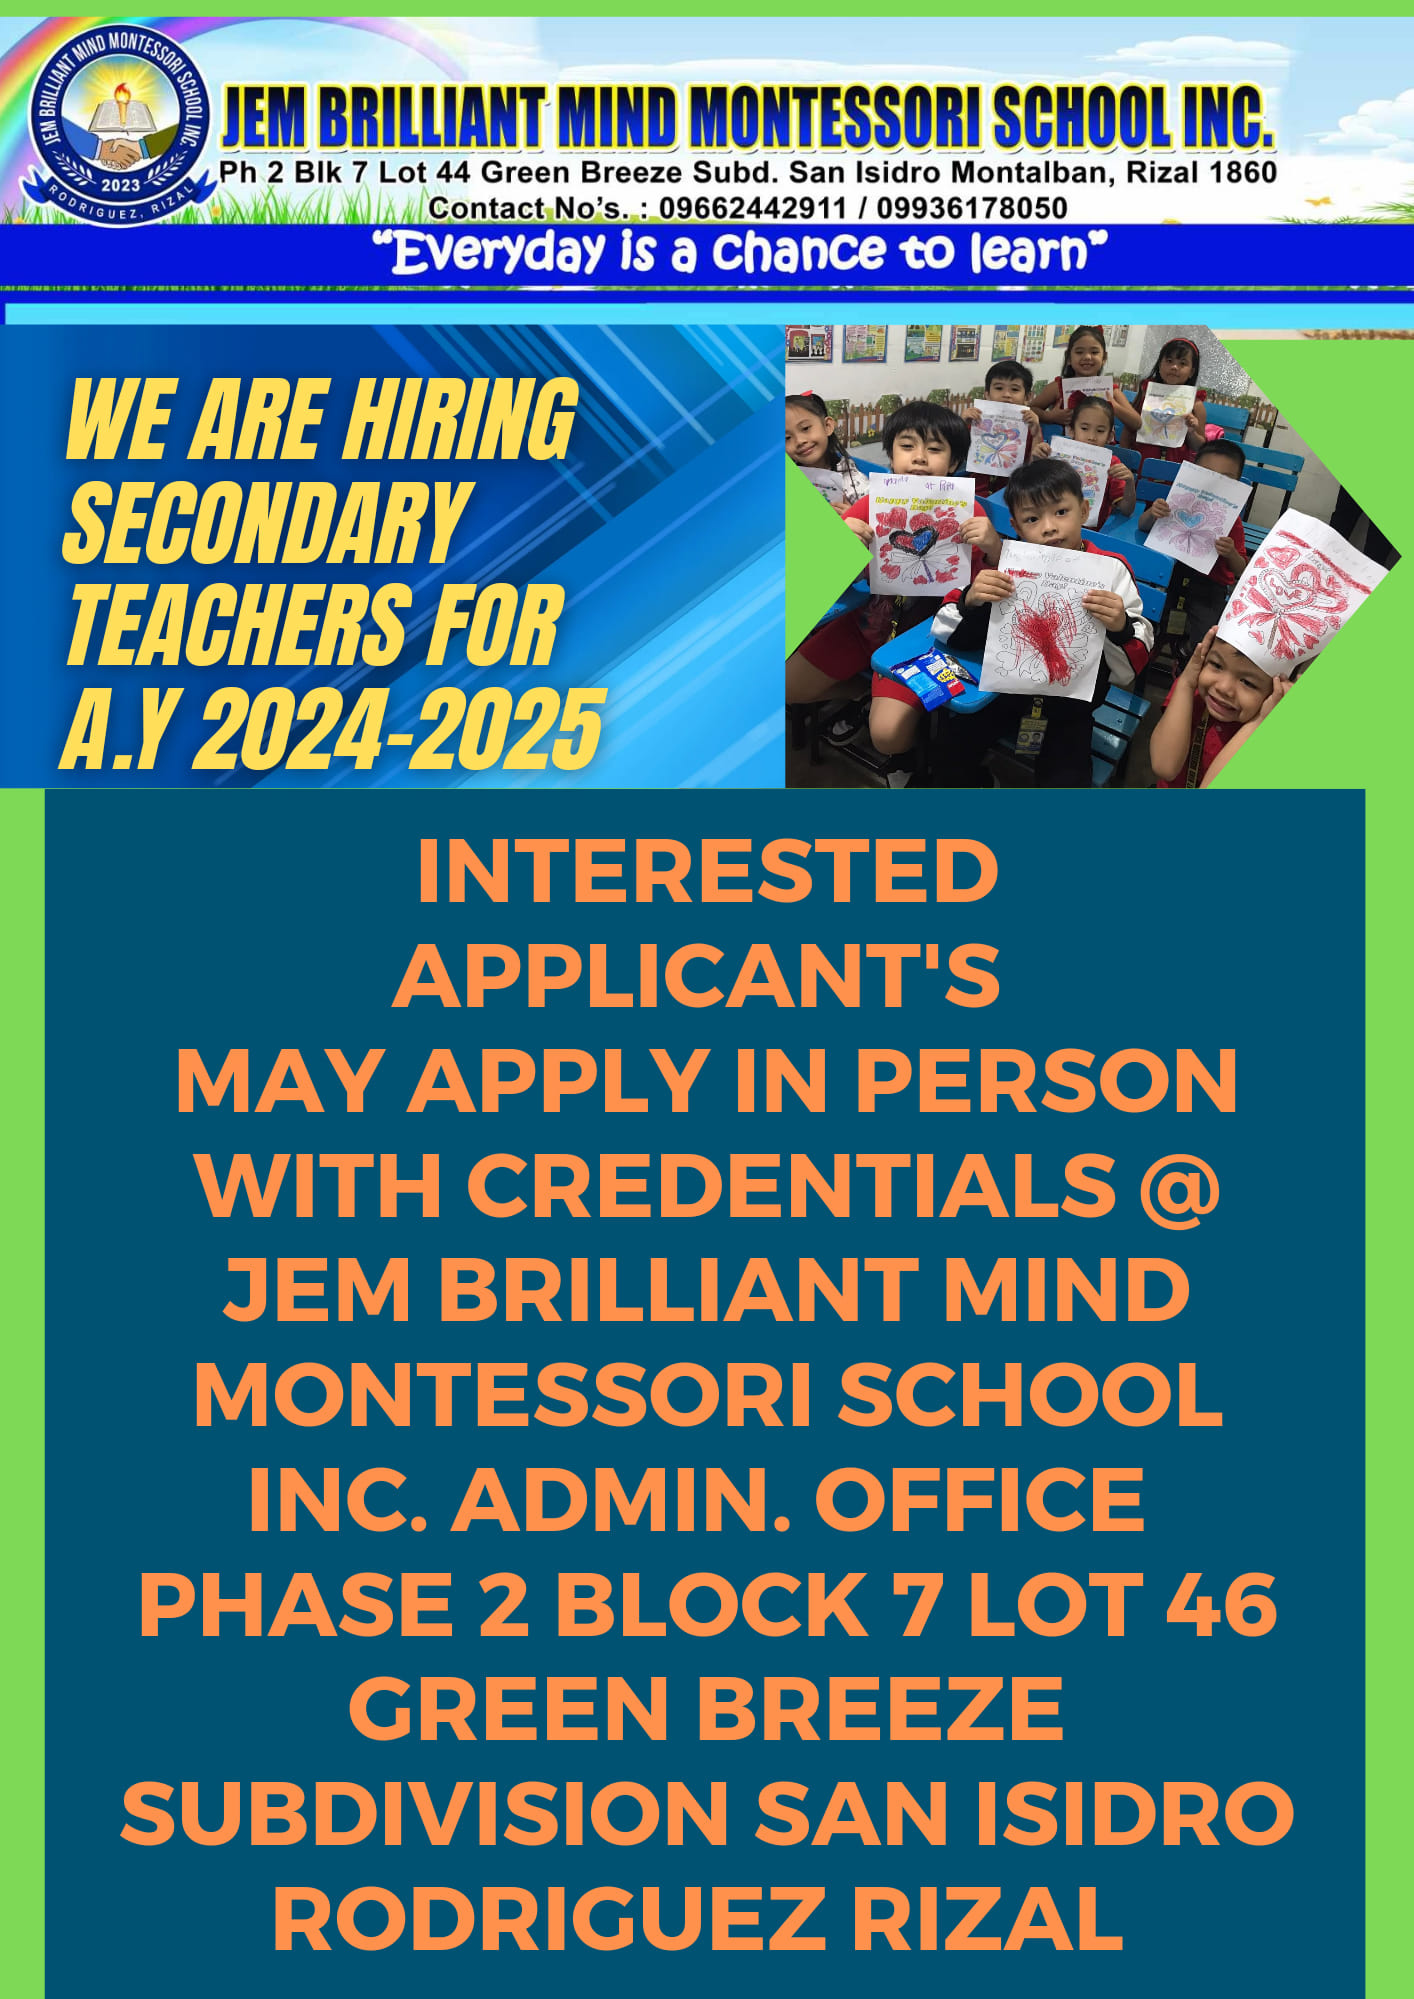 JEM BRILLIANT MIND MONTESSORI SCHOOL INC.
2023
RODRIGUEZ, RIZAL
JEM BRILLIANT MIND MONTESSORI SCHOOL INC.
Ph 2 Blk 7 Lot 44 Green Breeze Subd. San Isidro Montalban, Rizal 1860
Contact No's. : 09662442911 / 09936178050
"Everyday is a chance to learn"
WE ARE HIRING
SECONDARY
TEACHERS FOR
A.Y 2024-2025
Happy Valentine's
Day!
INTERESTED
APPLICANT'S
MAY APPLY IN PERSON
WITH CREDENTIALS @
JEM BRILLIANT MIND
MONTESSORI SCHOOL
INC. ADMIN. OFFICE
PHASE 2 BLOCK 7 LOT 46
GREEN BREEZE
SUBDIVISION SAN ISIDRO
RODRIGUEZ RIZAL